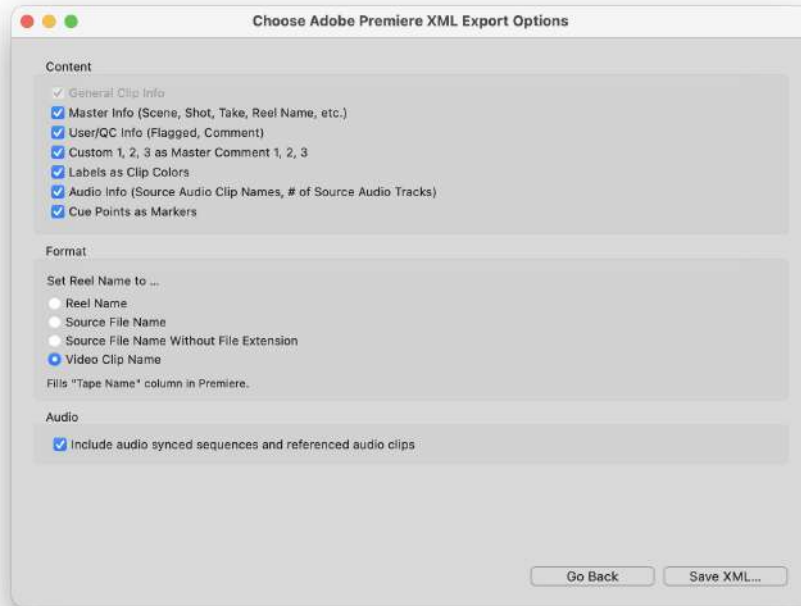 Choose Adobe Premiere XML Export Options
Content
General Clip Info
Master Info (Scene, Shot, Take, Reel Name, etc.)
User/QC Info (Flagged, Comment)
Custom 1, 2, 3 as Master Comment 1, 2, 3
Labels as Clip Colors
Audio Info (Source Audio Clip Names, # of Source Audio Tracks)
Cue Points as Markers
Format
Set Reel Name to ...
Reel Name
Source File Name
Source File Name Without File Extension
Video Clip Name
Fills "Tape Name" column in Premiere.
Audio
Include audio synced sequences and referenced audio clips
Go Back Save XML...